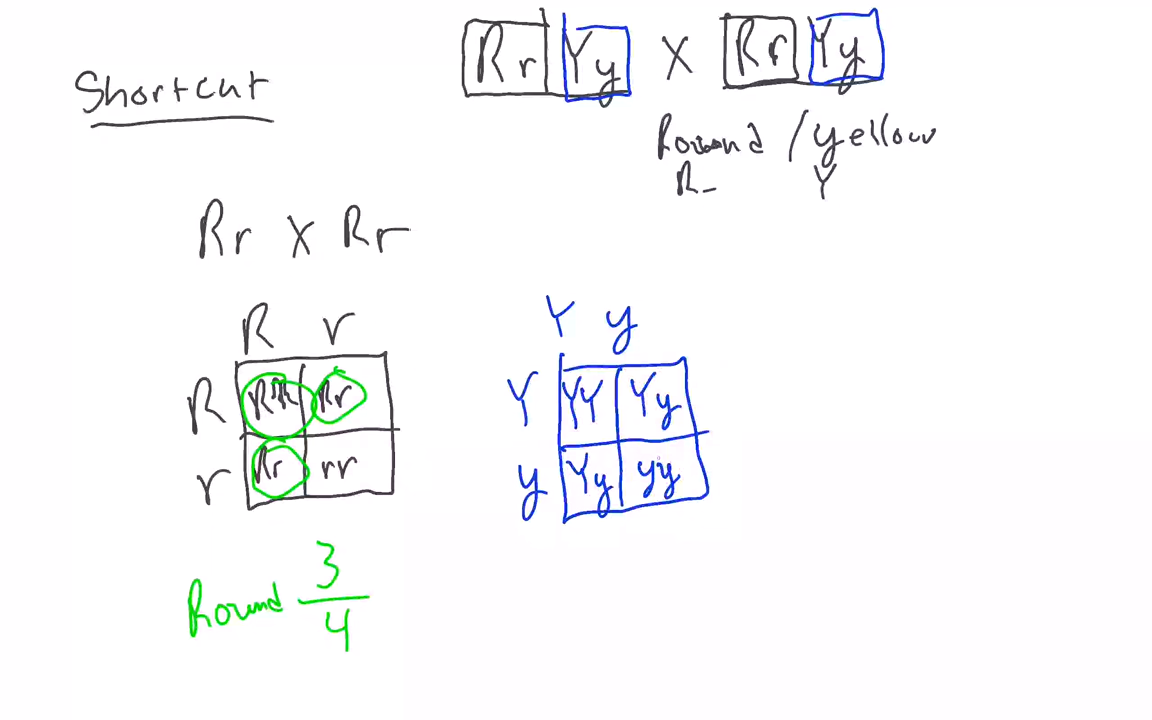 Rr Yy X Rr Yy
Shortcut
Round / yellow
R- Y
Rr X Rr
R r
R RR Rr
r Rr rr
Y y
Y YY Yy
y Yy yy
Round 3/4